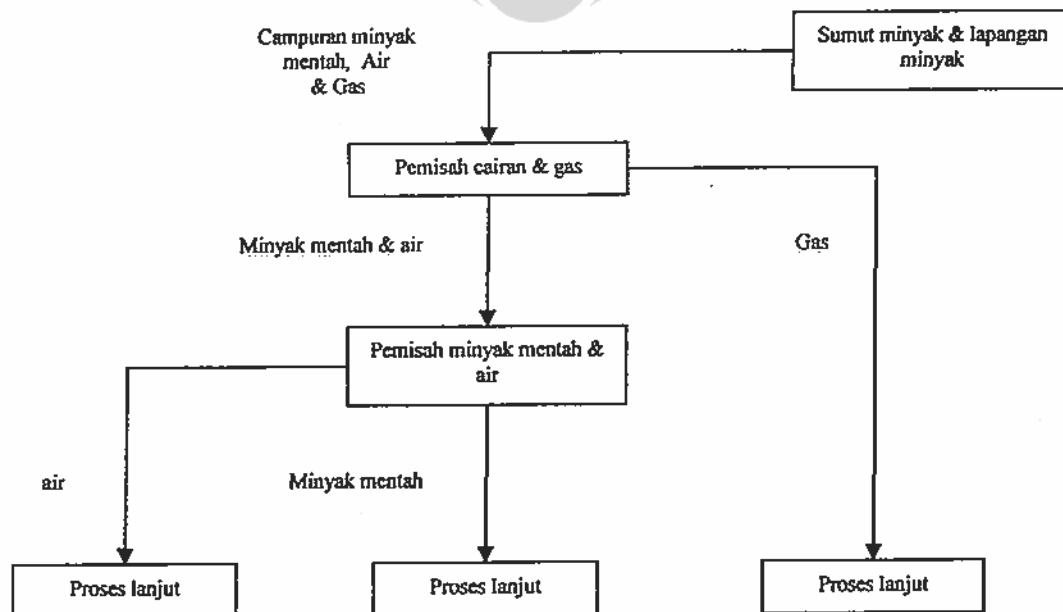 Campuran minyak
mentah, Air
& Gas
Sumut minyak & lapangan
minyak
Pemisah cairan & gas
Minyak mentah & air
Gas
Pemisah minyak mentah &
air
air
Minyak mentah
Proses lanjut
Proses lanjut
Proses lanjut